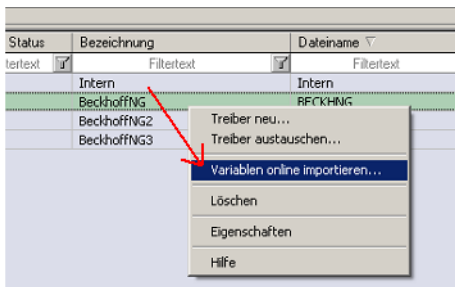 Status Bezeichnung Dateiname
tertext Filtertext Filtertext
Intern Intern
BeckhoffNG BECKHNG
BeckhoffNG2
BeckhoffNG3
Treiber neu...
Treiber austauschen...
Variablen online importieren...
Löschen
Eigenschaften
Hilfe